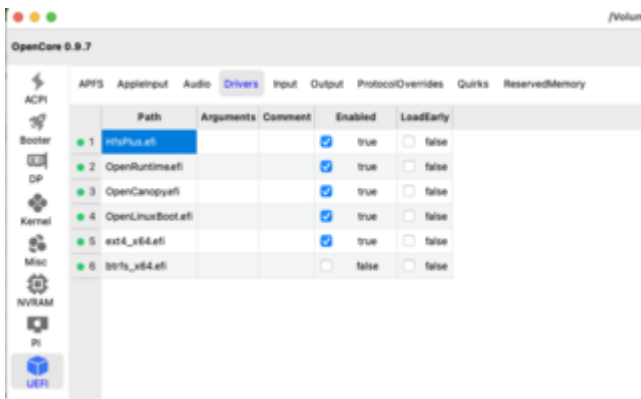 /Volum
OpenCore 0.9.7
ACPI
Booter
DP
Kernel
Misc
NVRAM
PI
UEFI
APFS AppleInput Audio Drivers Input Output ProtocolOverrides Quirks ReservedMemory
Path Arguments Comment Enabled LoadEarly
1 HfsPlus.efi true false
2 OpenRuntime.efi true false
3 OpenCanopy.efi true false
4 OpenLinuxBoot.efi true false
5 ext4_x64.efi true false
6 btrfs_x64.efi false false